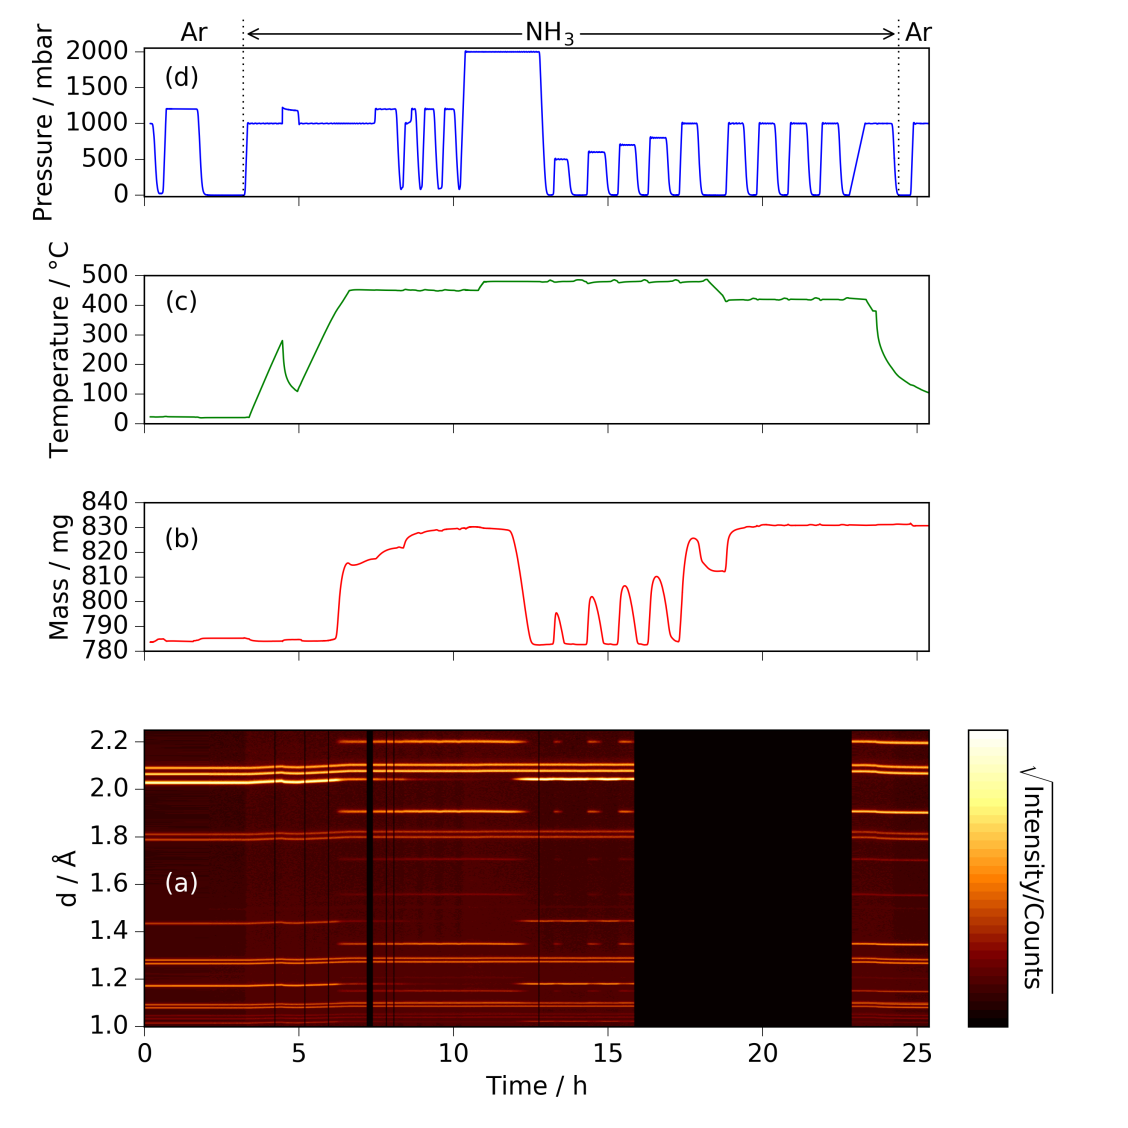 Ar NH3 Ar
Pressure / mbar
2000
1500
1000
500
0
(d)
Temperature / °C
500
400
300
200
100
0
(c)
Mass / mg
840
830
820
810
800
790
780
(b)
d / Å
2.2
2.0
1.8
1.6
1.4
1.2
1.0
(a)
0 5 10 15 20 25
Time / h
√Intensity/Counts